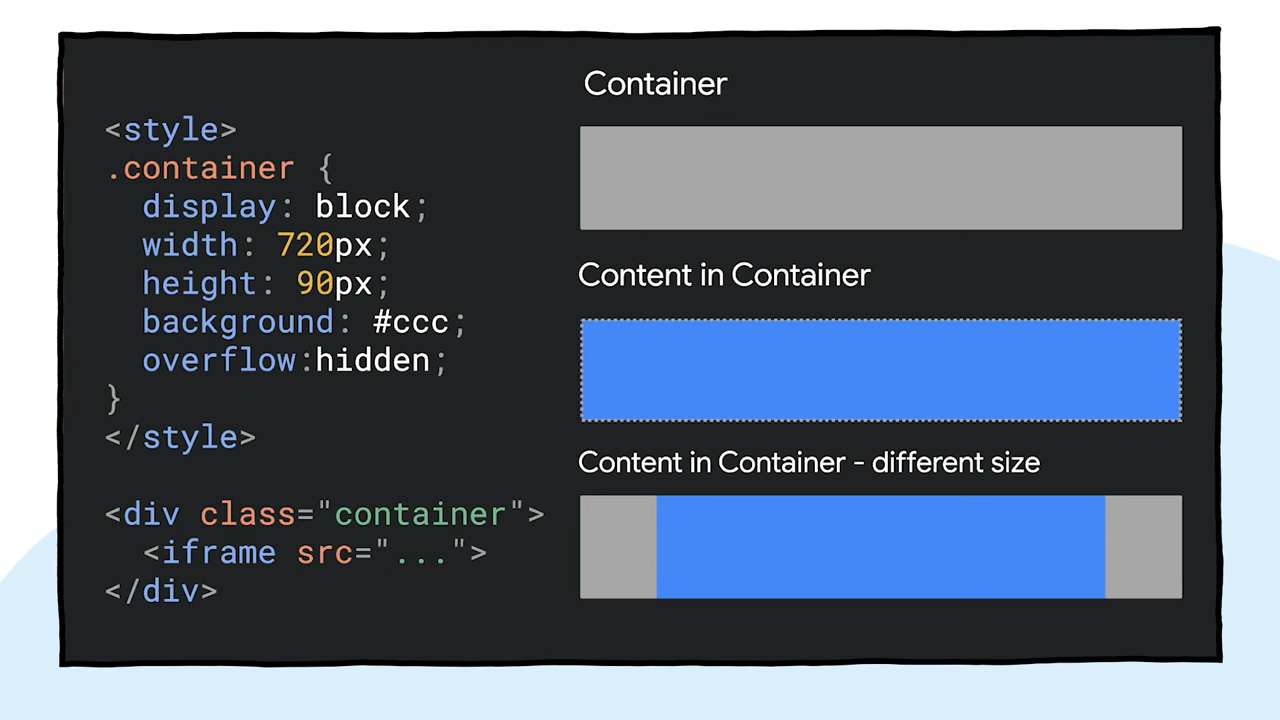 <style>
.container {
  display: block;
  width: 720px;
  height: 90px;
  background: #ccc;
  overflow:hidden;
}
</style>
<div class="container">
  <iframe src="...">
</div>
Container
Content in Container
Content in Container - different size